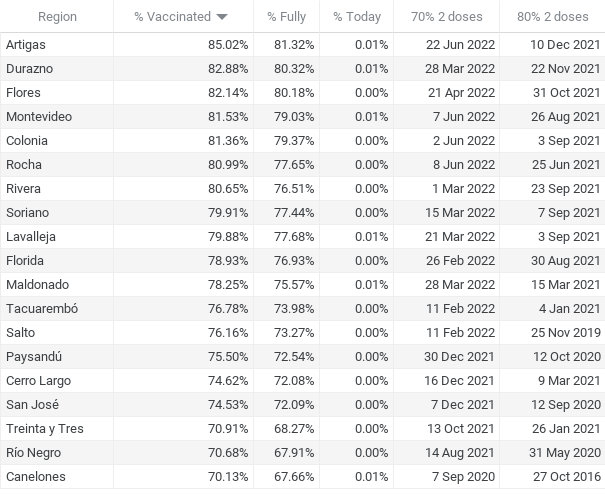 Region % Vaccinated % Fully % Today 70% 2 doses 80% 2 doses
Artigas 85.02% 81.32% 0.01% 22 Jun 2022 10 Dec 2021
Durazno 82.88% 80.32% 0.01% 28 Mar 2022 22 Nov 2021
Flores 82.14% 80.18% 0.00% 21 Apr 2022 31 Oct 2021
Montevideo 81.53% 79.03% 0.01% 7 Jun 2022 26 Aug 2021
Colonia 81.36% 79.37% 0.00% 2 Jun 2022 3 Sep 2021
Rocha 80.99% 77.65% 0.00% 8 Jun 2022 25 Jun 2021
Rivera 80.65% 76.51% 0.00% 1 Mar 2022 23 Sep 2021
Soriano 79.91% 77.44% 0.00% 15 Mar 2022 7 Sep 2021
Lavalleja 79.88% 77.68% 0.01% 21 Mar 2022 3 Sep 2021
Florida 78.93% 76.93% 0.00% 26 Feb 2022 30 Aug 2021
Maldonado 78.25% 75.57% 0.01% 28 Mar 2022 15 Mar 2021
Tacuarembó 76.78% 73.98% 0.00% 11 Feb 2022 4 Jan 2021
Salto 76.16% 73.27% 0.00% 11 Feb 2022 25 Nov 2019
Paysandú 75.50% 72.54% 0.00% 30 Dec 2021 12 Oct 2020
Cerro Largo 74.62% 72.08% 0.00% 16 Dec 2021 9 Mar 2021
San José 74.53% 72.09% 0.00% 7 Dec 2021 12 Sep 2020
Treinta y Tres 70.91% 68.27% 0.00% 13 Oct 2021 26 Jan 2021
Río Negro 70.68% 67.91% 0.00% 14 Aug 2021 31 May 2020
Canelones 70.13% 67.66% 0.01% 7 Sep 2020 27 Oct 2016